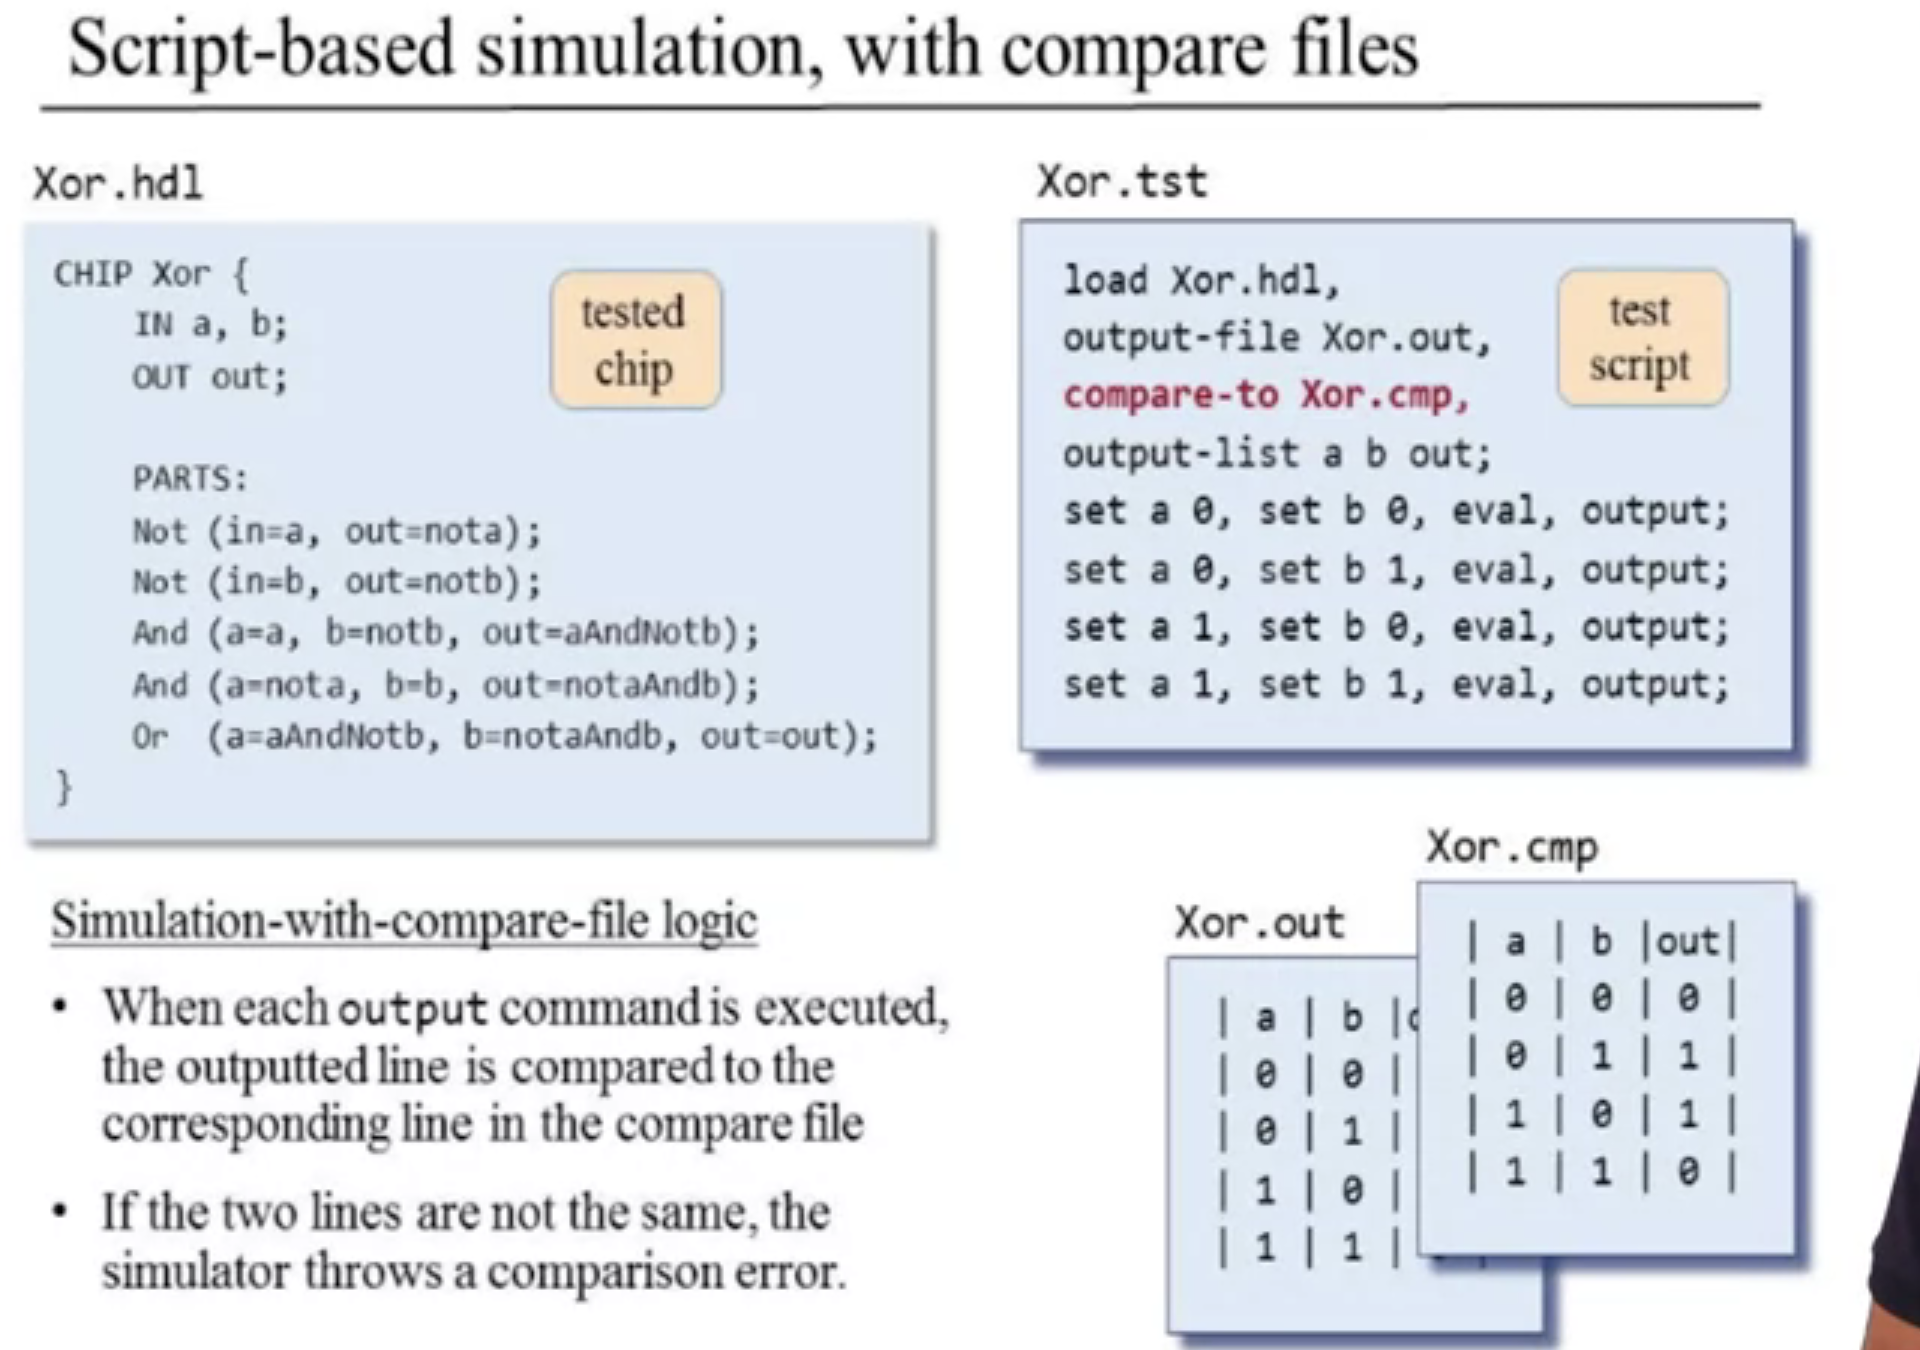 Script-based simulation, with compare files
Xor.hdl
CHIP Xor {
IN a, b;
OUT out;
tested
chip
PARTS:
Not (in=a, out=nota);
Not (in=b, out=notb);
And (a=a, b=notb, out=aAndNotb);
And (a=nota, b=b, out=notaAndb);
Or (a=aAndNotb, b=notaAndb, out=out);
}
Xor.tst
load Xor.hdl,
output-file Xor.out,
compare-to Xor.cmp,
output-list a b out;
set a 0, set b 0, eval, output;
set a 0, set b 1, eval, output;
set a 1, set b 0, eval, output;
set a 1, set b 1, eval, output;
test
script
Simulation-with-compare-file logic
• When each output command is executed,
the outputted line is compared to the
corresponding line in the compare file
• If the two lines are not the same, the
simulator throws a comparison error.
Xor.out
| a | b |
| 0 | 0 |
| 0 | 1 |
| 1 | 0 |
| 1 | 1 |
Xor.cmp
| a | b |out|
| 0 | 0 | 0 |
| 0 | 1 | 1 |
| 1 | 0 | 1 |
| 1 | 1 | 0 |